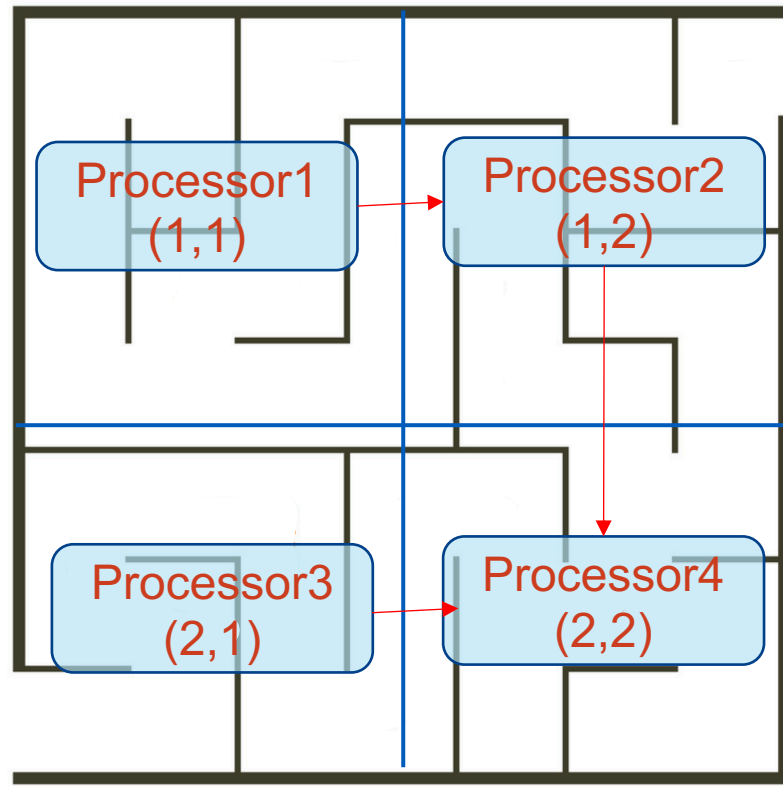 Processor1
(1,1)
Processor2
(1,2)
Processor3
(2,1)
Processor4
(2,2)